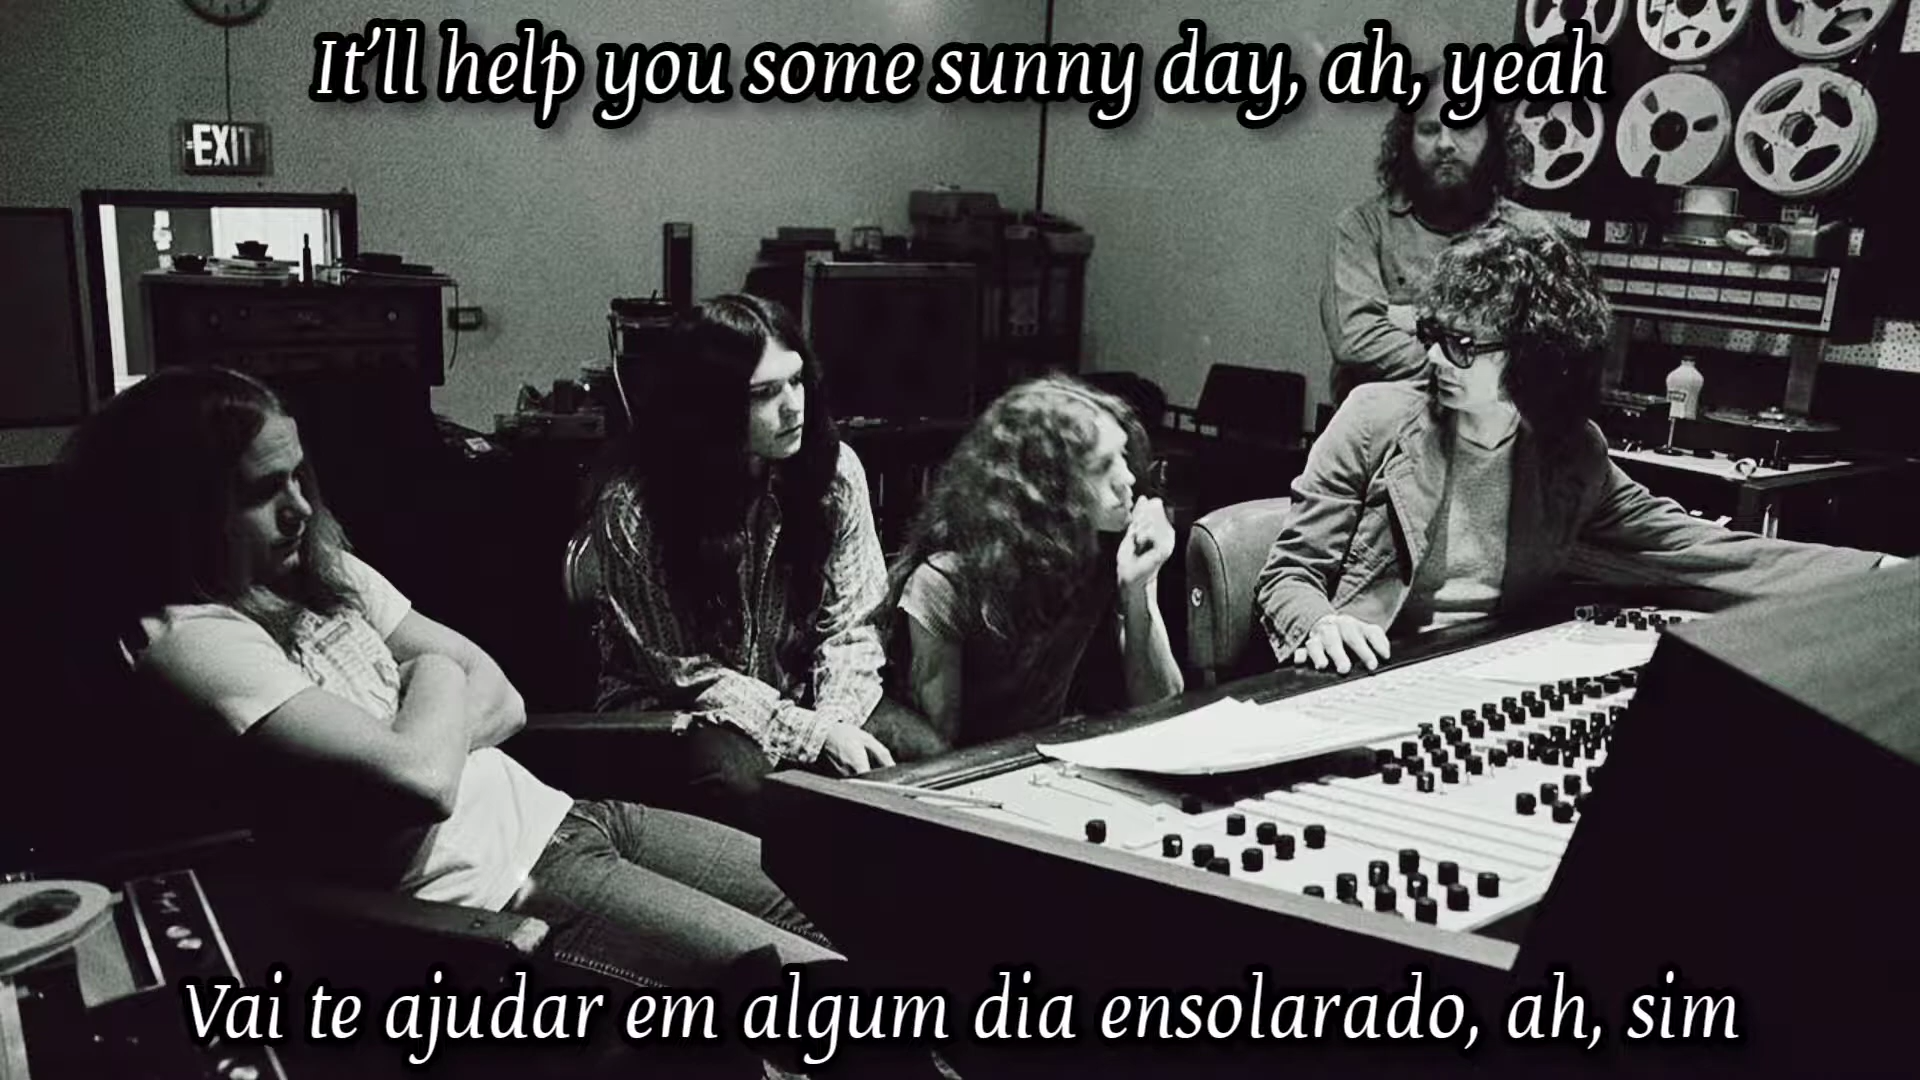 It’ll help you some sunny day, ah, yeah
EXIT
Vai te ajudar em algum dia ensolarado, ah, sim